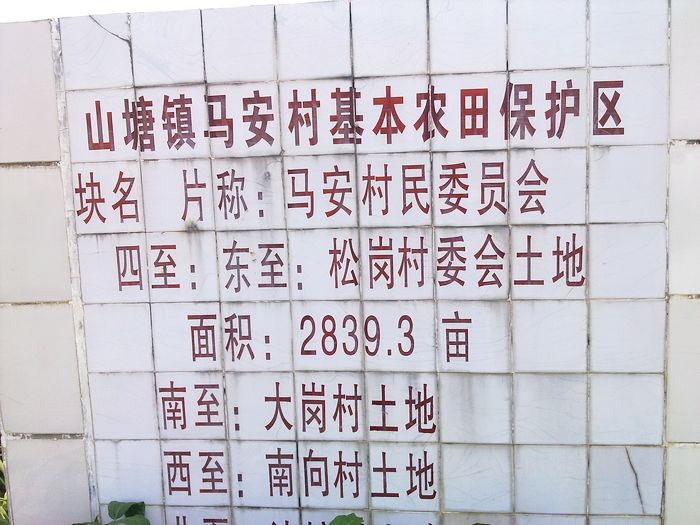 山塘镇马安村基本农田保护区
块名 片称：马安村民委员会
四至：东至：松岗村委会土地
面积：2839.3 亩
南至：大岗村土地
西至：南向村土地